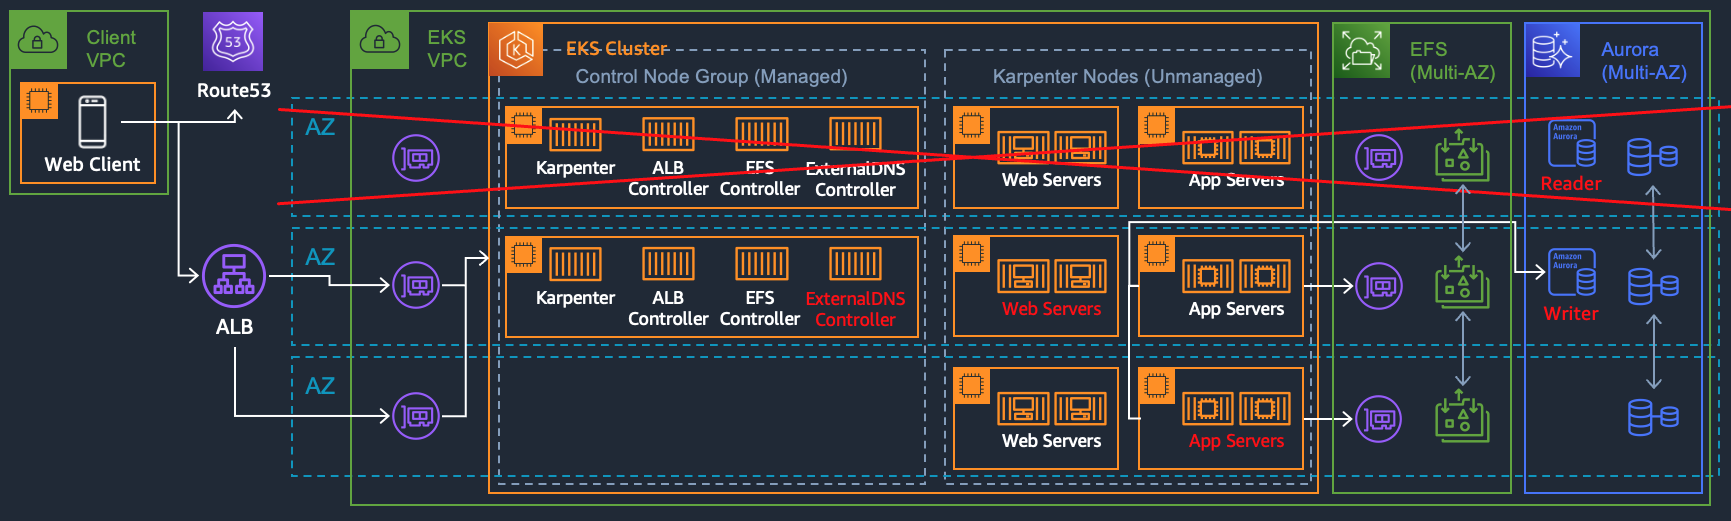 Client
VPC
53
Route53
Web Client
ALB
EKS
VPC
K
EKS Cluster
Control Node Group (Managed)
Karpenter Nodes (Unmanaged)
EFS
(Multi-AZ)
Aurora
(Multi-AZ)
AZ
Karpenter
ALB
Controller
EFS
Controller
ExternalDNS
Controller
Web Servers
App Servers
Amazon
Aurora
Reader
AZ
Karpenter
ALB
Controller
EFS
Controller
ExternalDNS
Controller
Web Servers
App Servers
Amazon
Aurora
Writer
AZ
Web Servers
App Servers